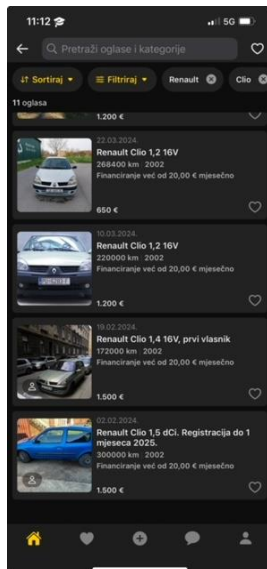 11:12
5G
Pretraži oglase i kategorije
Sortiraj
Filtriraj
Renault
Clio
11 oglasa
1.200 €
22.03.2024.
Renault Clio 1,2 16V
268400 km 2002
Financiranje već od 20,00 € mjesečno
650 €
10.03.2024.
Renault Clio 1,2 16V
220000 km 2002
Financiranje već od 20,00 € mjesečno
1.200 €
19.02.2024.
Renault Clio 1,4 16V, prvi vlasnik
172000 km 2002
Financiranje već od 20,00 € mjesečno
1.500 €
02.02.2024.
Renault Clio 1,5 dCi. Registracija do 1
mjeseca 2025.
300000 km 2002
Financiranje već od 20,00 € mjesečno
1.500 €